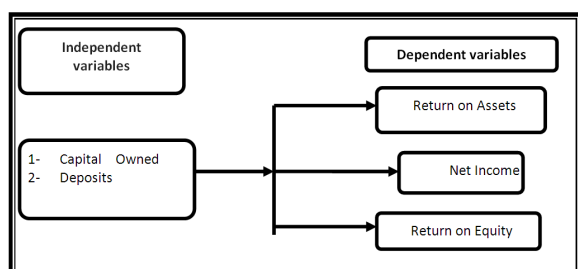 Independent
variables
Dependent variables
Return on Assets
1- Capital Owned
2- Deposits
Net Income
Return on Equity